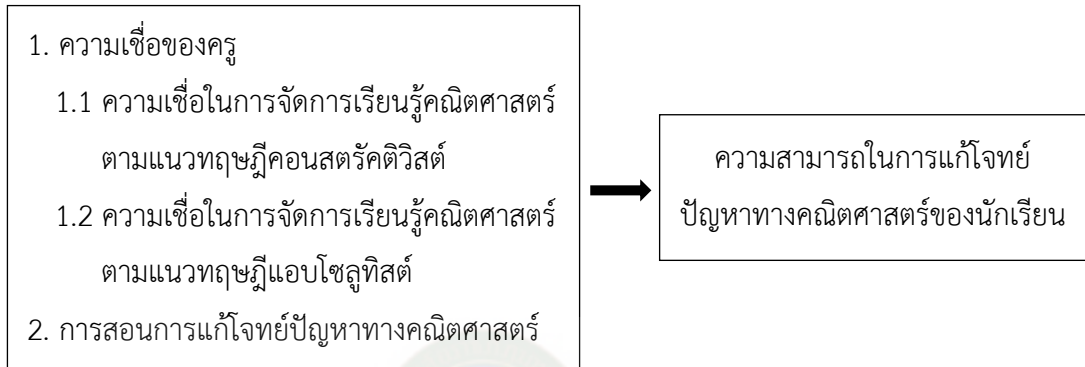 1. ความเชื่อของครู
1.1 ความเชื่อในการจัดการเรียนรู้คณิตศาสตร์
ตามแนวทฤษฎีคอนสตรัคติวิสต์
1.2 ความเชื่อในการจัดการเรียนรู้คณิตศาสตร์
ตามแนวทฤษฎีแอบโซลูทิสต์
2. การสอนการแก้โจทย์ปัญหาทางคณิตศาสตร์
ความสามารถในการแก้โจทย์
ปัญหาทางคณิตศาสตร์ของนักเรียน